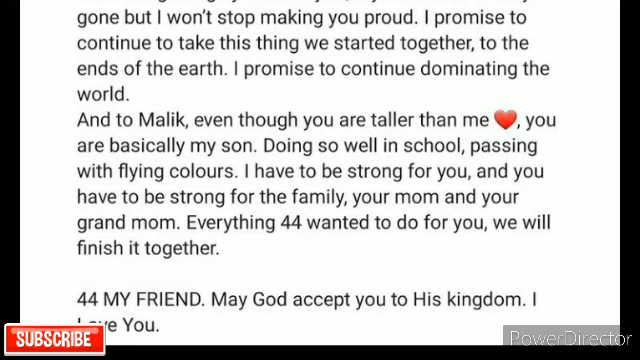 gone but I won't stop making you proud. I promise to
continue to take this thing we started together, to the
ends of the earth. I promise to continue dominating the
world.
And to Malik, even though you are taller than me ❤️, you
are basically my son. Doing so well in school, passing
with flying colours. I have to be strong for you, and you
have to be strong for the family, your mom and your
grand mom. Everything 44 wanted to do for you, we will
finish it together.
44 MY FRIEND. May God accept you to His kingdom. I
Love You.
SUBSCRIBE
PowerDirector